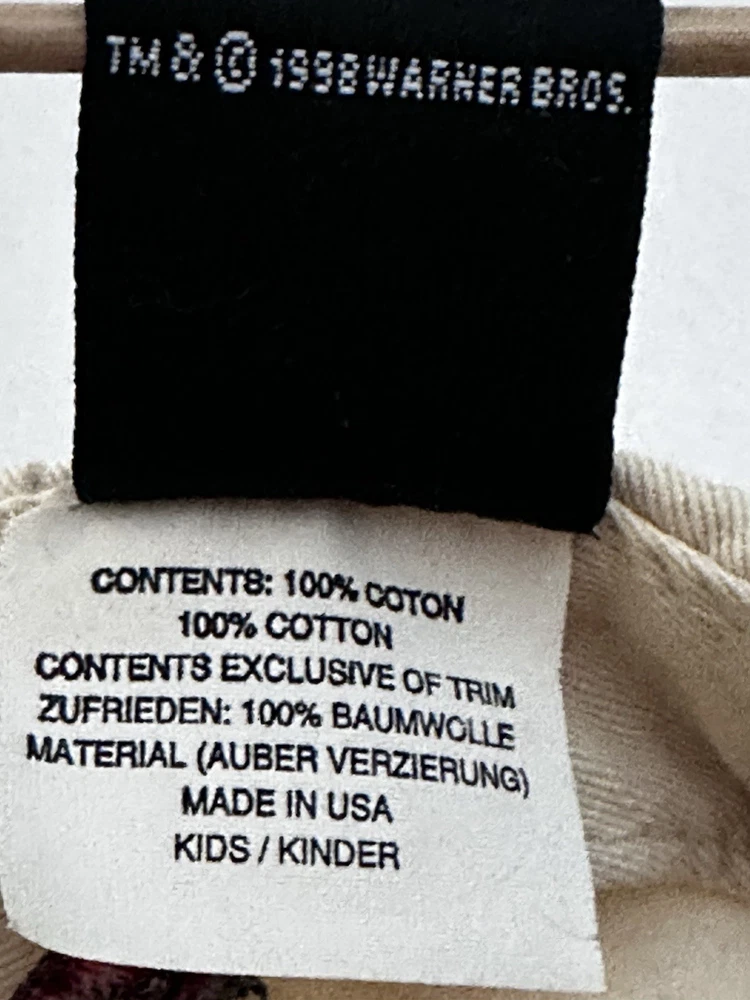 TM & © 1998 WARNER BROS.
CONTENTS: 100% COTON
100% COTTON
CONTENTS EXCLUSIVE OF TRIM
ZUFRIEDEN: 100% BAUMWOLLE
MATERIAL (AUBER VERZIERUNG)
MADE IN USA
KIDS / KINDER